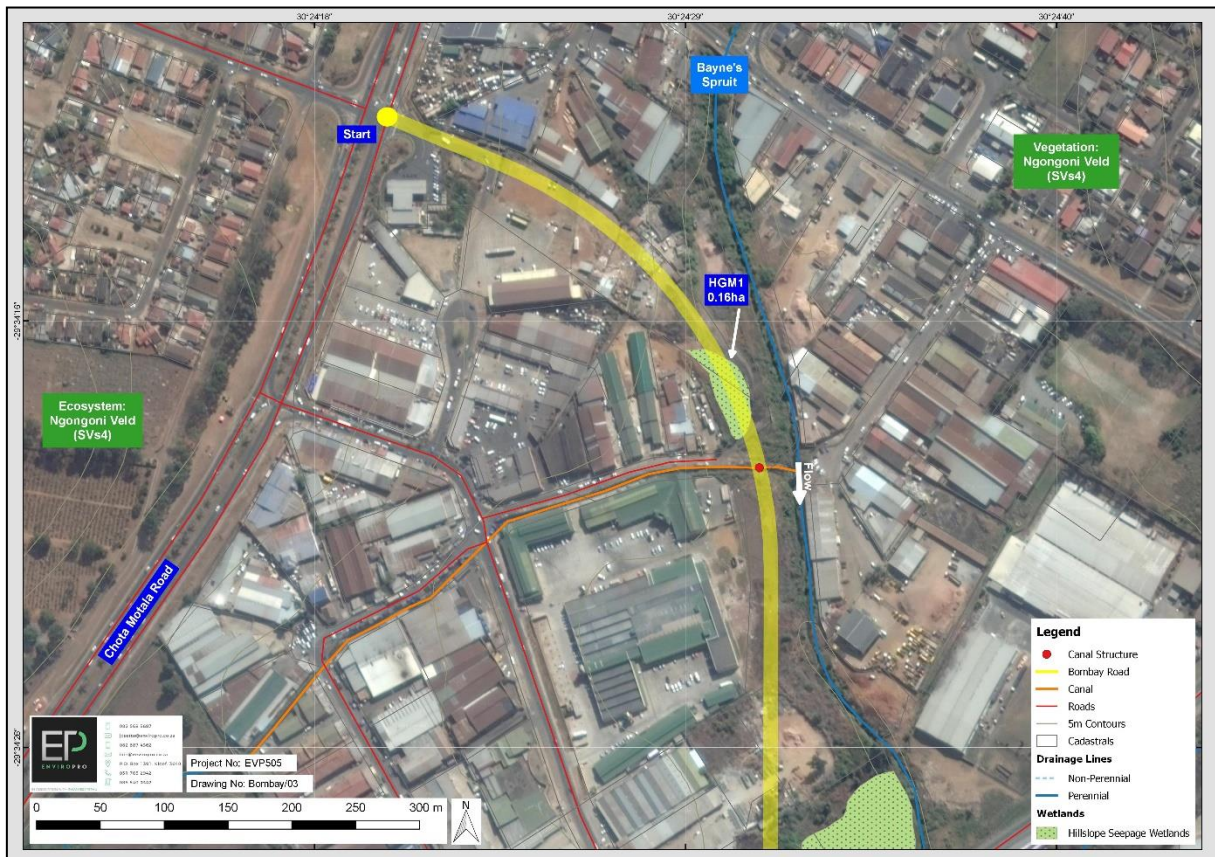 30°24'18"
30°24'29"
30°24'40"
Bayne's
Spruit
Start
Vegetation:
Ngongoni Veld
(SVs4)
HGM1
0.16ha
-29°34'16"
Ecosystem:
Ngongoni Veld
(SVs4)
Flow
Chota Motala Road
Legend
Canal Structure
Bombay Road
Canal
Roads
5m Contours
Cadastrals
Drainage Lines
Non-Perennial
Perennial
Wetlands
Hillslope Seepage Wetlands
-29°34'26"
EP
ENVIROPRO
Project No: EVP505
Drawing No: Bombay/03
0 50 100 150 200 250 300 m
N